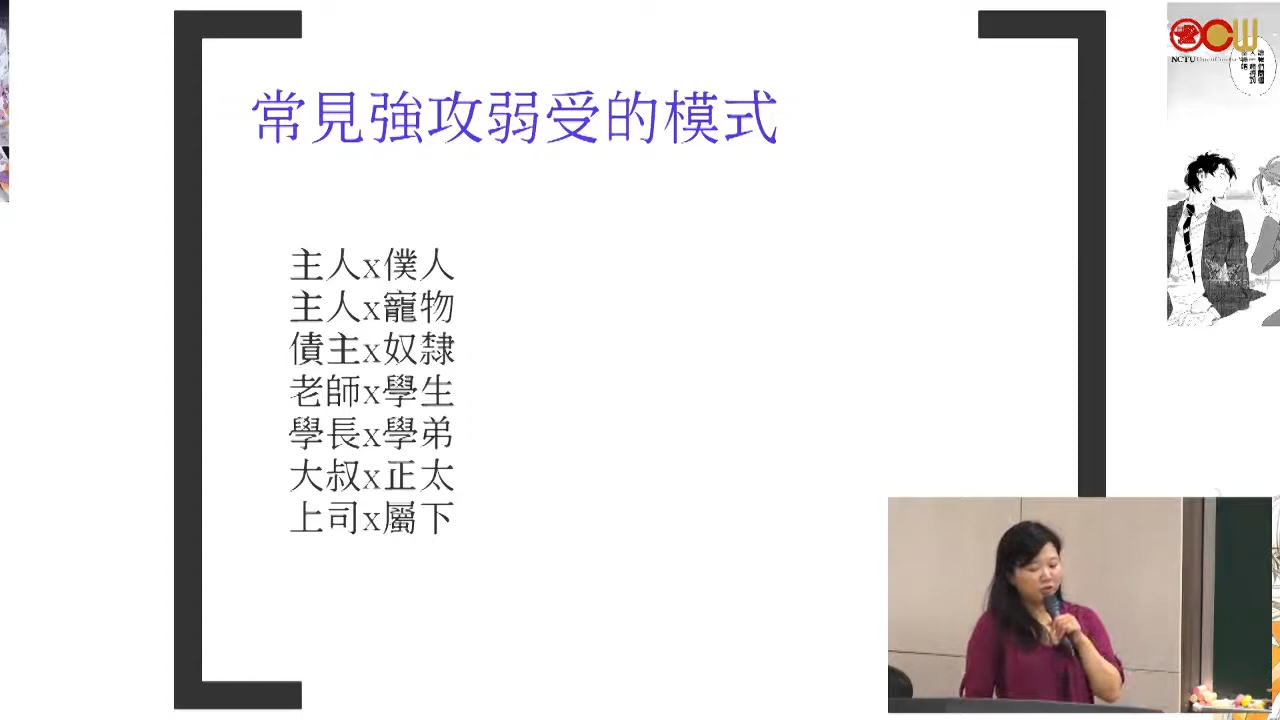 常見強攻弱受的模式
主人x僕人
主人x寵物
債主x奴隸
老師x學生
學長x學弟
大叔x正太
上司x屬下
OCW
NCTU